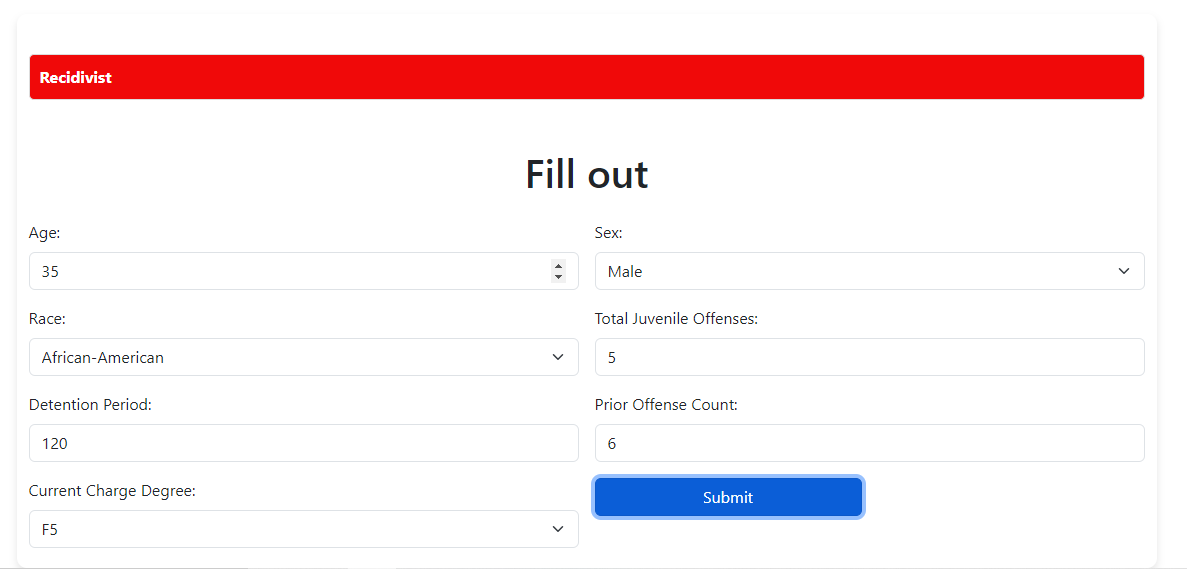 Recidivist
Fill out
Age:
Sex:
35
Male
Race:
Total Juvenile Offenses:
African-American
5
Detention Period:
Prior Offense Count:
120
6
Current Charge Degree:
Submit
F5